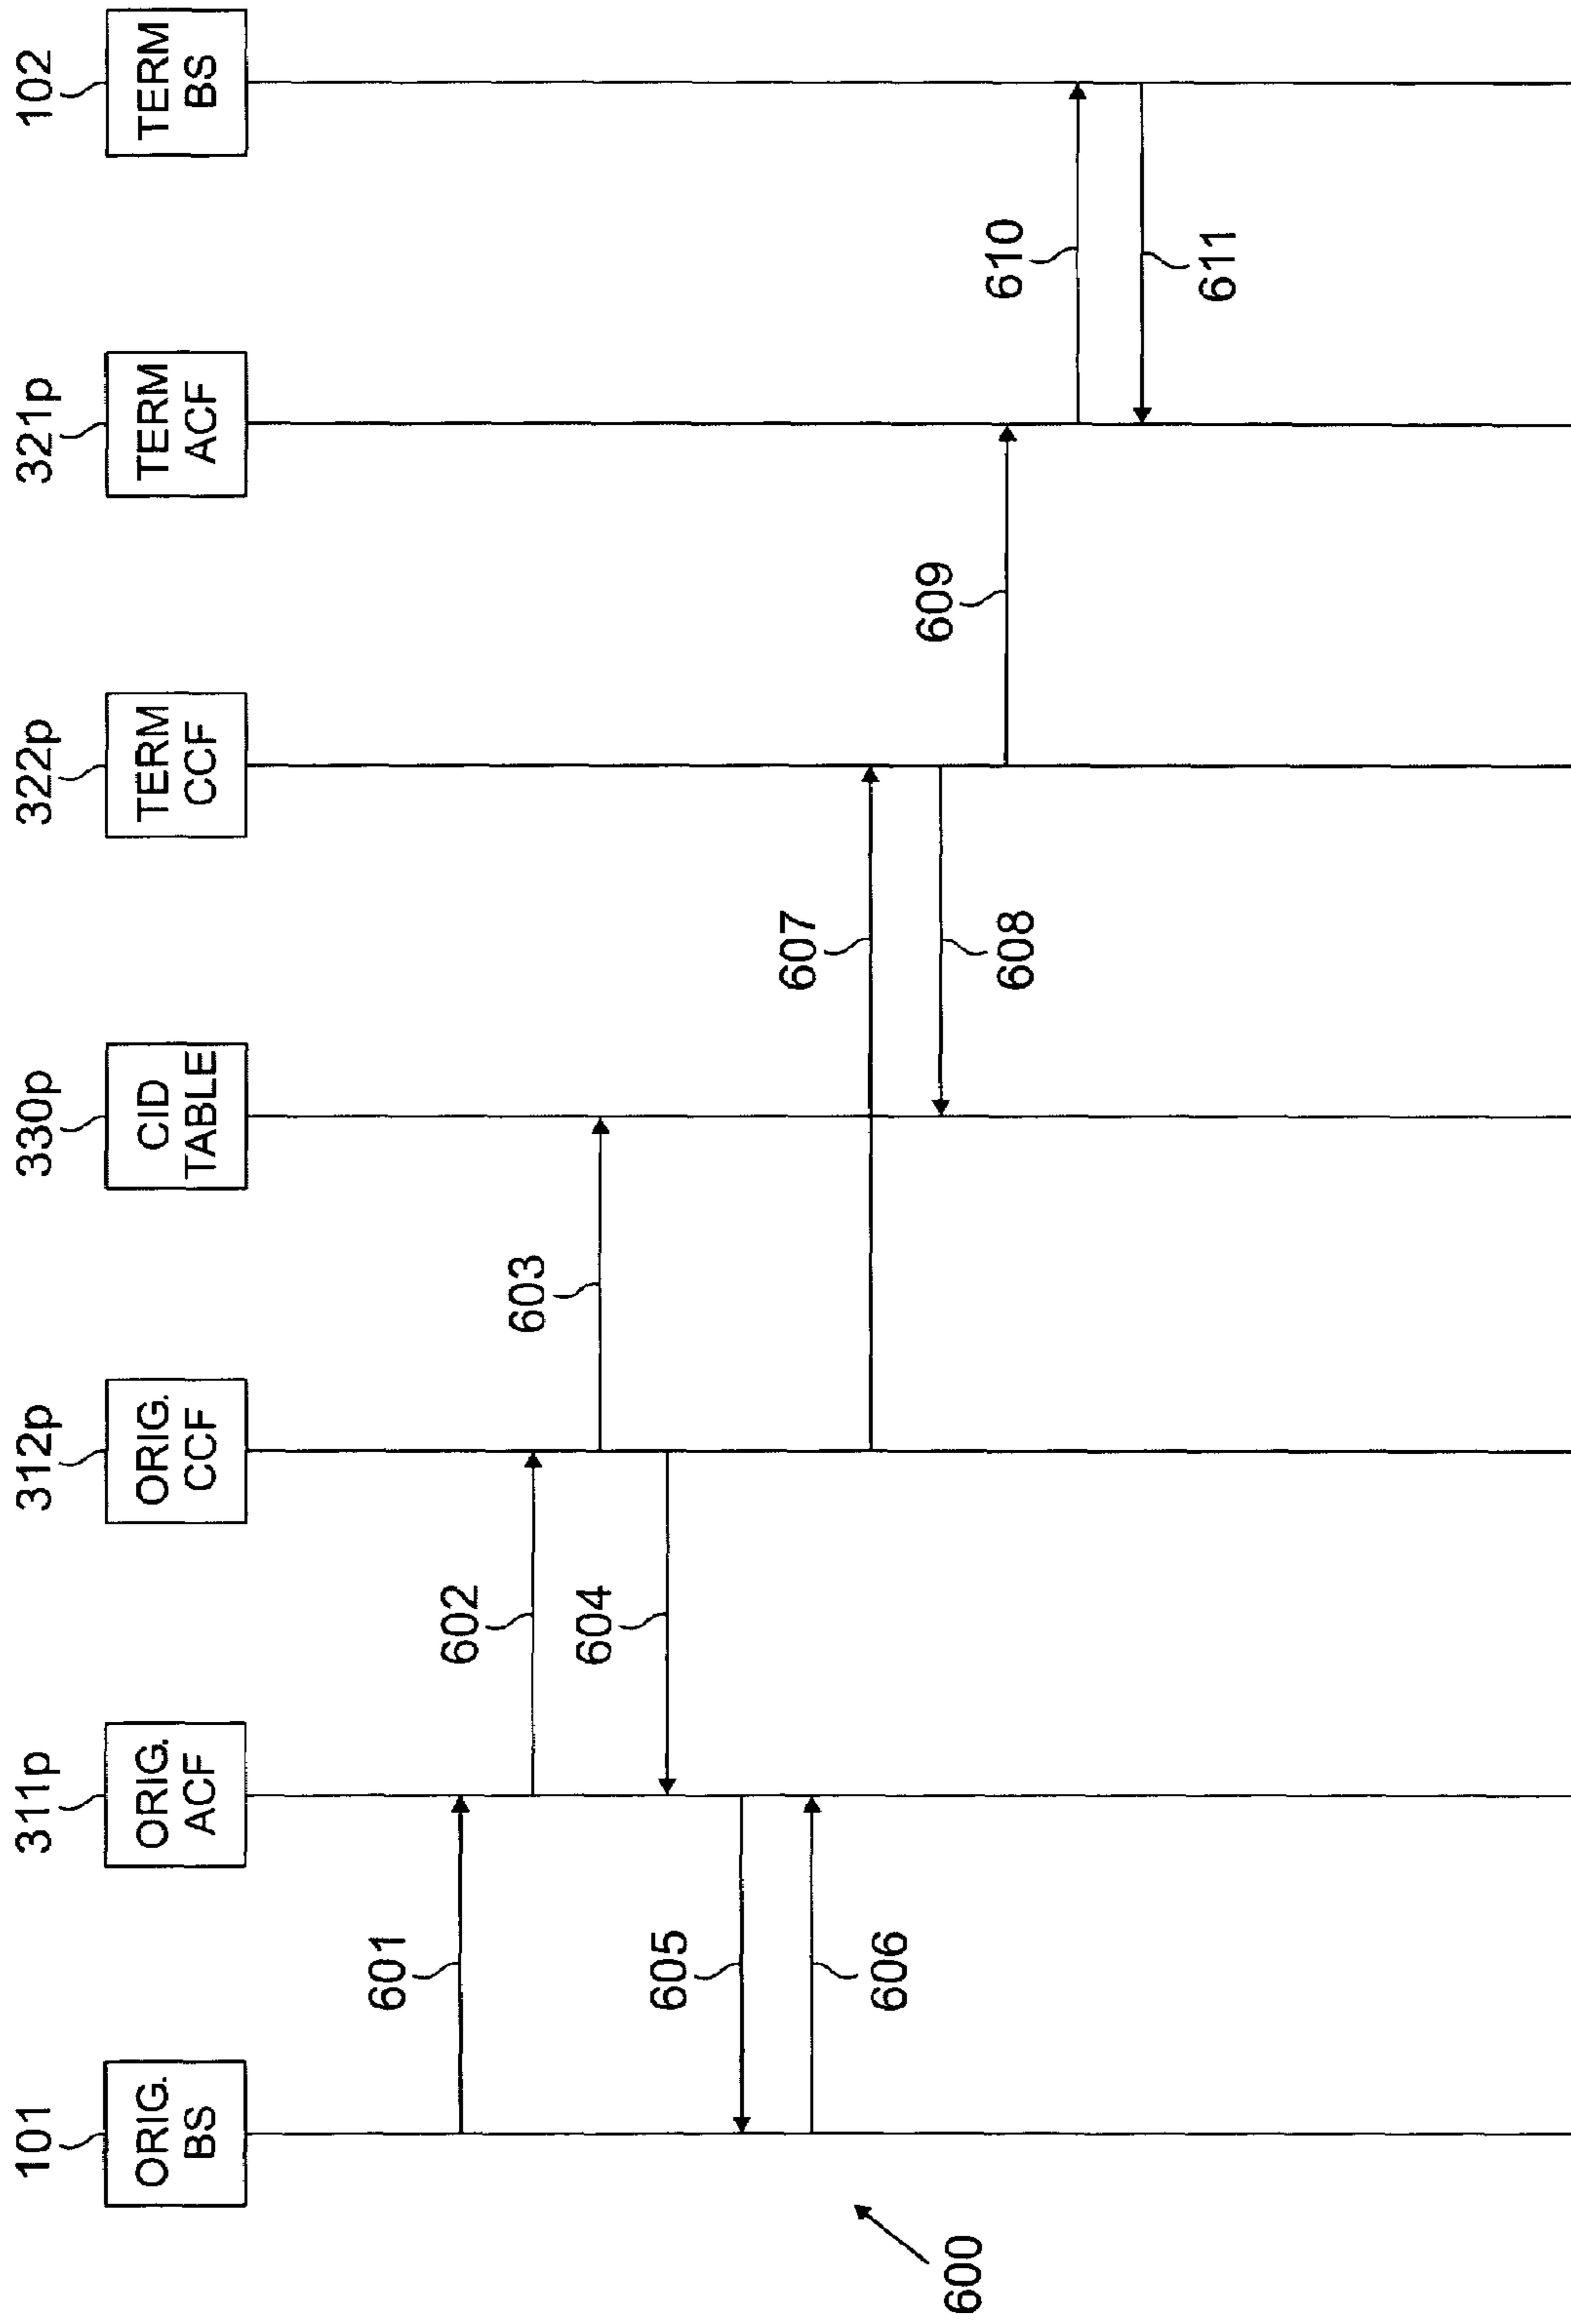 101
311p
312p
330p
322p
321p
102
ORIG.
BS
ORIG.
ACF
ORIG.
CCF
CID
TABLE
TERM
CCF
TERM
ACF
TERM
BS
601
602
603
604
605
606
607
608
609
610
611
600